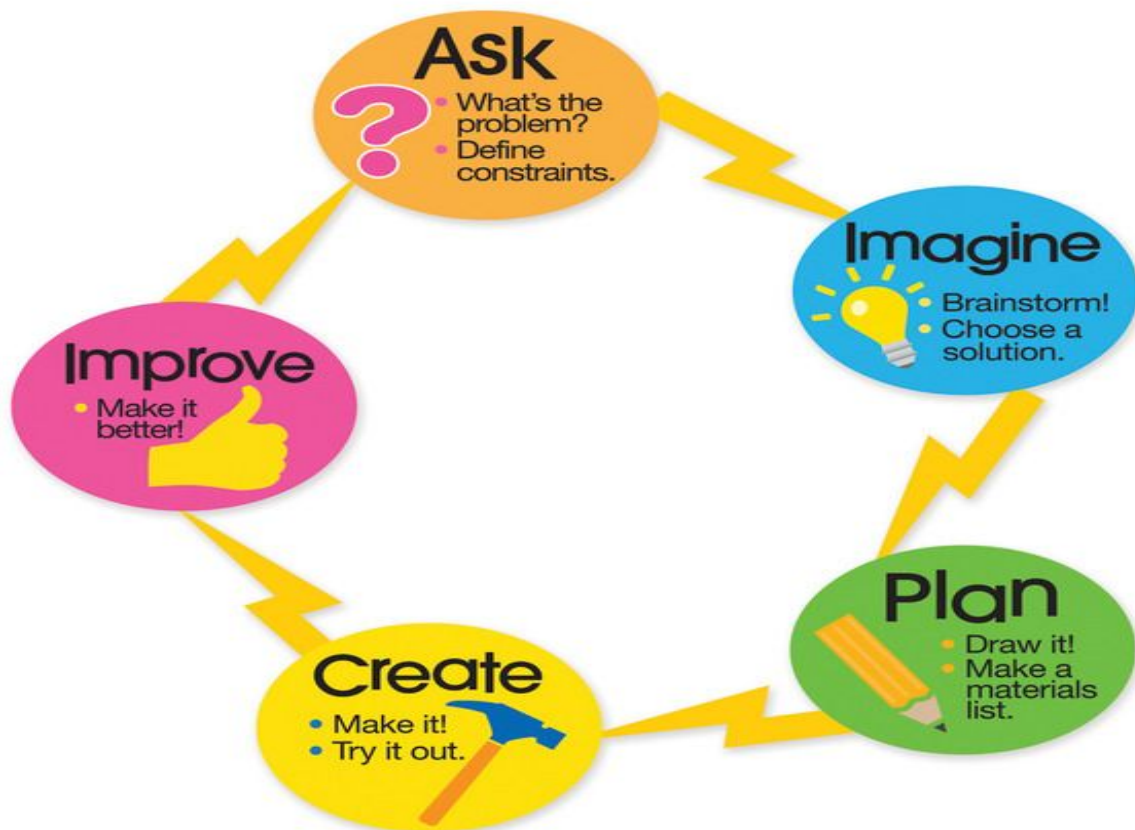 Ask
• What's the
problem?
• Define
constraints.
Imagine
• Brainstorm!
• Choose a
solution.
Plan
• Draw it!
• Make a
materials
list.
Create
• Make it!
• Try it out.
Improve
• Make it
better!